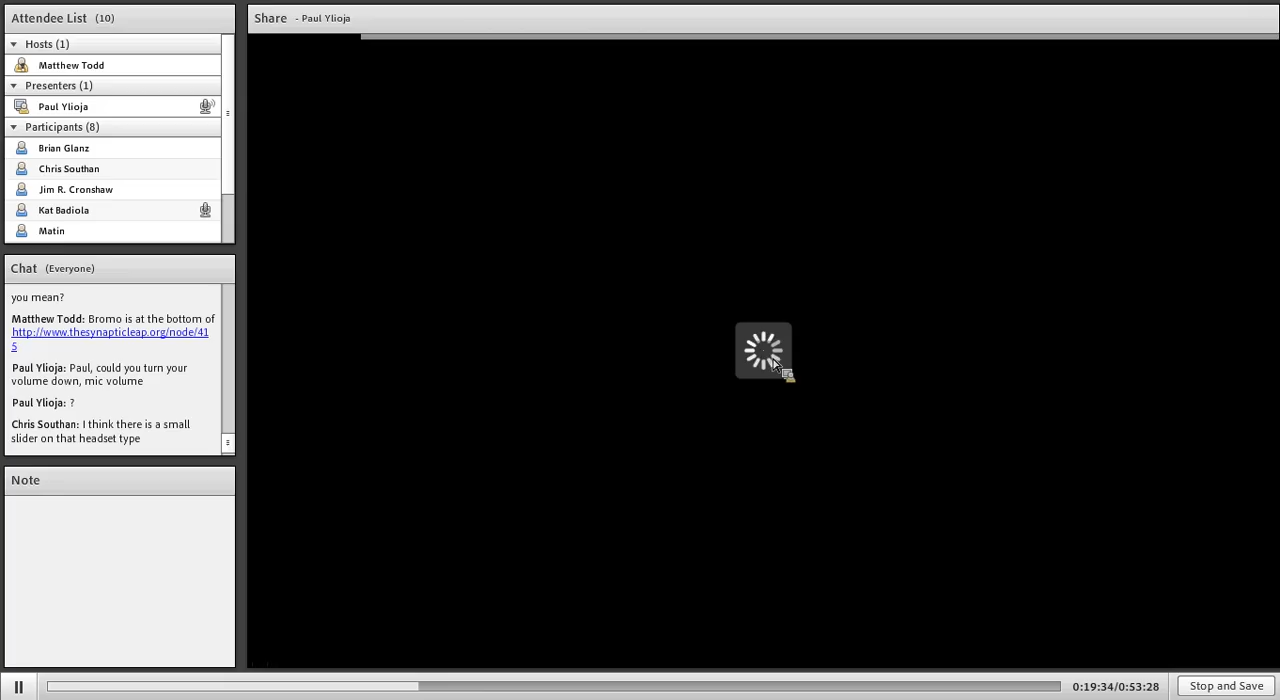 Attendee List (10)
Hosts (1)
Matthew Todd
Presenters (1)
Paul Ylioja
Participants (8)
Brian Glanz
Chris Southan
Jim R. Cronshaw
Kat Badiola
Matin
Chat (Everyone)
you mean?
Matthew Todd: Bromo is at the bottom of
http://www.thesynapticleap.org/node/41
5
Paul Ylioja: Paul, could you turn your
volume down, mic volume
Paul Ylioja: ?
Chris Southan: I think there is a small
slider on that headset type
Note
Share - Paul Ylioja
0:19:34/0:53:28
Stop and Save